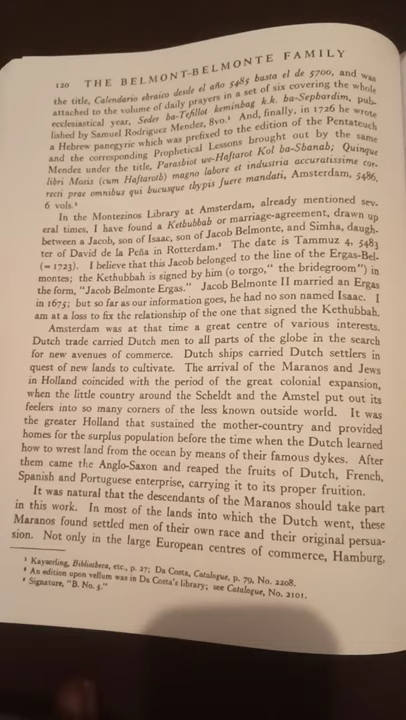 120 THE BELMONT-BELMONTE FAMILY
the title, Calendario ebraico desde el año 5485 basta el de 5700, and was
attached to the volume of daily prayers in a set of six covering the whole
ecclesiastical year, Seder ba-Tefillot keminbag k.k. ba-Sepbardim, pub-
lished by Samuel Rodriguez Mendez, 8vo.¹ And, finally, in 1726 he wrote
a Hebrew panegyric which was prefixed to the edition of the Pentateuch
and the corresponding Prophetical Lessons brought out by the same
Mendez under the title, Parasbiot we-Haftarot Kol ba-Shanab; Quinque
libri Mosis (cum Haftaroth) magno labore et industria accuratissime cor-
recti prae omnibus qui bucusque tbypis fuere mandati, Amsterdam, 5486,
6 vols.²
In the Montezinos Library at Amsterdam, already mentioned sev-
eral times, I have found a Kethubbah or marriage-agreement, drawn up
between a Jacob, son of Isaac, son of Jacob Belmonte, and Simha, daugh-
ter of David de la Peña in Rotterdam.³ The date is Tammuz 4, 5483
(= 1723). I believe that this Jacob belonged to the line of the Ergas-Bel-
montes; the Kethubbah is signed by him (o torgo," the bridegroom") in
the form, "Jacob Belmonte Ergas." Jacob Belmonte II married an Ergas
in 1675; but so far as our information goes, he had no son named Isaac. I
am at a loss to fix the relationship of the one that signed the Kethubbah.
Amsterdam was at that time a great centre of various interests.
Dutch trade carried Dutch men to all parts of the globe in the search
for new avenues of commerce. Dutch ships carried Dutch settlers in
quest of new lands to cultivate. The arrival of the Maranos and Jews
in Holland coincided with the period of the great colonial expansion,
when the little country around the Scheldt and the Amstel put out its
feelers into so many corners of the less known outside world. It was
the greater Holland that sustained the mother-country and provided
homes for the surplus population before the time when the Dutch learned
how to wrest land from the ocean by means of their famous dykes. After
them came the Anglo-Saxon and reaped the fruits of Dutch, French,
Spanish and Portuguese enterprise, carrying it to its proper fruition.
It was natural that the descendants of the Maranos should take part
in this work. In most of the lands into which the Dutch went, these
Maranos found settled men of their own race and their original persua-
sion. Not only in the large European centres of commerce, Hamburg,
¹ Kayserling, Bibliotheca, etc., p. 27; Da Costa, Catalogue, p. 79, No. 2208.
² An edition upon vellum was in Da Costa's library; see Catalogue, No. 2101.
³ Signature, "B. No. 5."